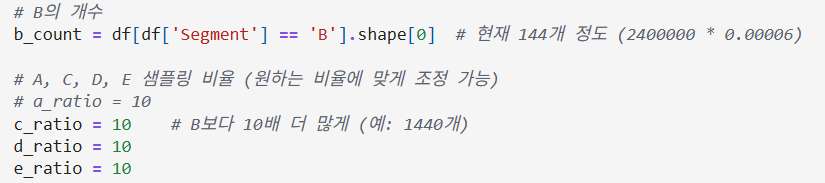 # B의 개수
b_count = df[df['Segment'] == 'B'].shape[0]  # 현재 144개 정도 (2400000 * 0.00006)
# A, C, D, E 샘플링 비율 (원하는 비율에 맞게 조정 가능)
# a_ratio = 10
c_ratio = 10    # B보다 10배 더 많게 (예: 1440개)
d_ratio = 10
e_ratio = 10